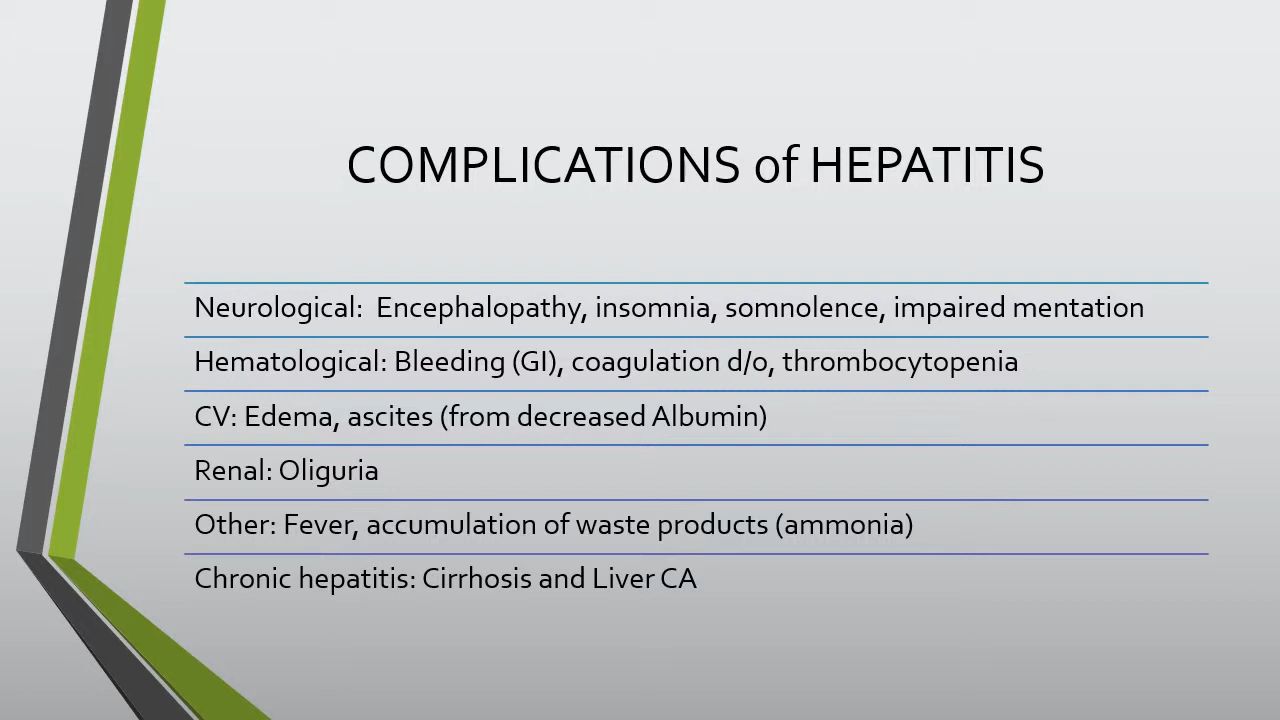 COMPLICATIONS of HEPATITIS
Neurological:  Encephalopathy, insomnia, somnolence, impaired mentation
Hematological: Bleeding (GI), coagulation d/o, thrombocytopenia
CV: Edema, ascites (from decreased Albumin)
Renal: Oliguria
Other: Fever, accumulation of waste products (ammonia)
Chronic hepatitis: Cirrhosis and Liver CA